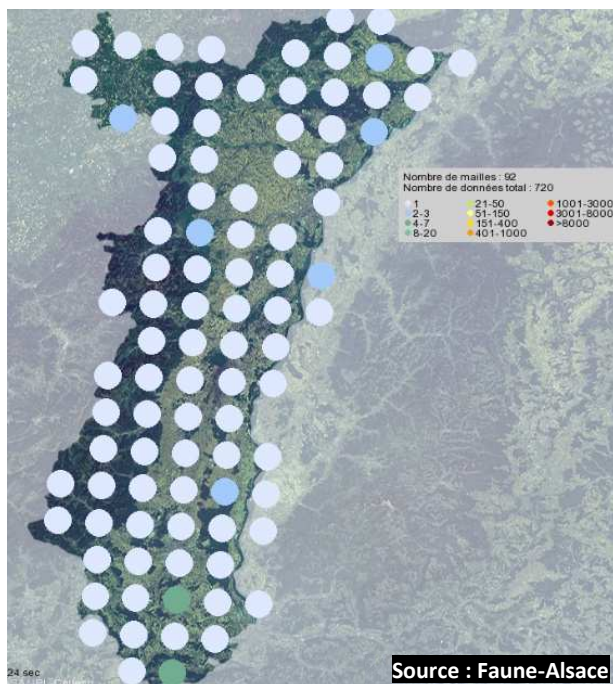 Nombre de mailles : 92
Nombre de données total : 720
1 21-50 1001-3000
2-3 51-150 3001-8000
4-7 151-400 >8000
8-20 401-1000
24 sec
Source : Faune-Alsace